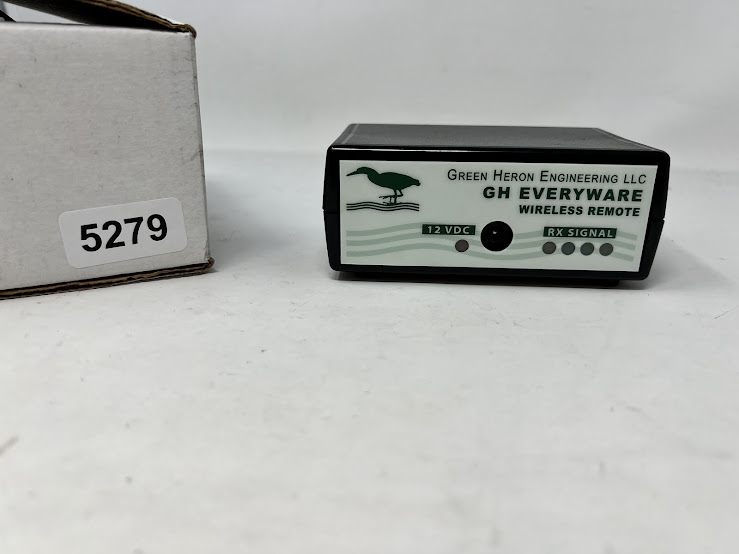 5279
GREEN HERON ENGINEERING LLC
GH EVERYWARE
WIRELESS REMOTE
12 VDC
RX SIGNAL